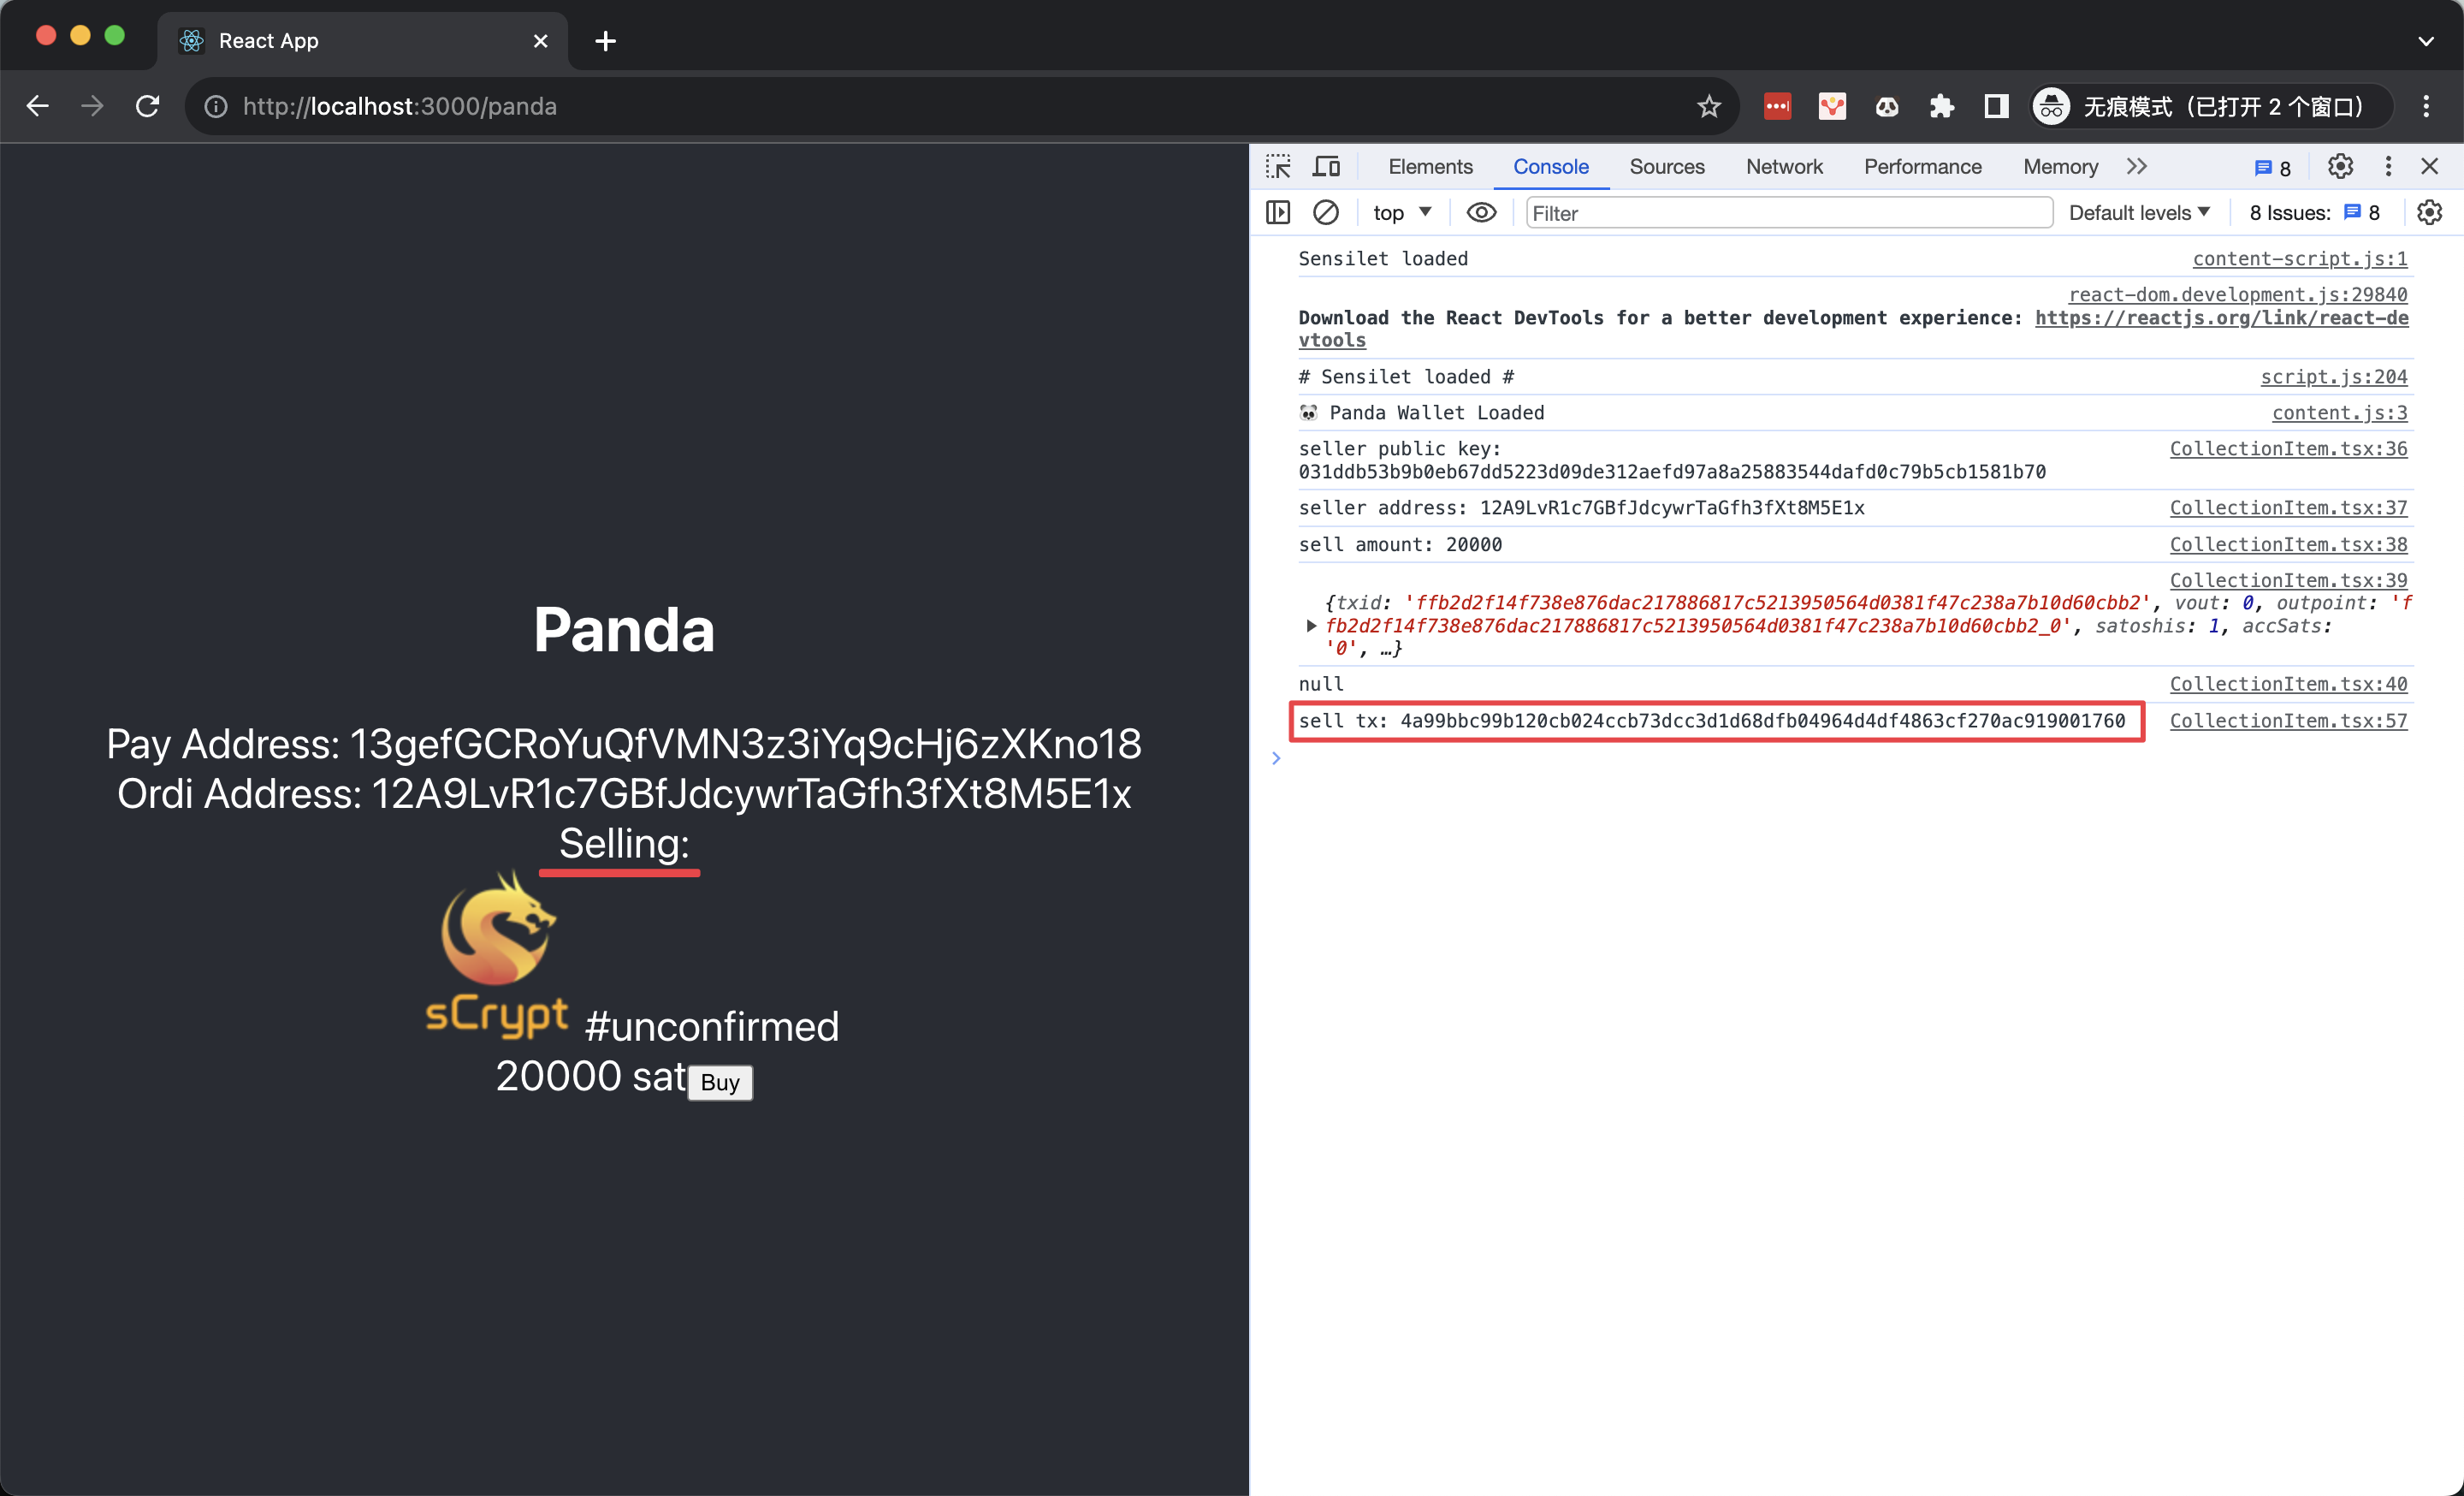 React App
http://localhost:3000/panda
无痕模式（已打开 2 个窗口）
Panda
Pay Address: 13gefGCRoYuQfVMN3z3iYq9cHj6zXKno18
Ordi Address: 12A9LvR1c7GBfJdcywrTaGfh3fXt8M5E1x
Selling:
sCrypt #unconfirmed
20000 sat Buy
Elements Console Sources Network Performance Memory 8
top Filter Default levels 8 Issues: 8
Sensilet loaded content-script.js:1
react-dom.development.js:29840
Download the React DevTools for a better development experience: https://reactjs.org/link/react-de
vtools
# Sensilet loaded # script.js:204
🐼 Panda Wallet Loaded content.js:3
seller public key: CollectionItem.tsx:36
031ddb53b9b0eb67dd5223d09de312aefd97a8a25883544dafd0c79b5cb1581b70
seller address: 12A9LvR1c7GBfJdcywrTaGfh3fXt8M5E1x CollectionItem.tsx:37
sell amount: 20000 CollectionItem.tsx:38
CollectionItem.tsx:39
{txid: 'ffb2d2f14f738e876dac217886817c5213950564d0381f47c238a7b10d60cbb2', vout: 0, outpoint: 'f
fb2d2f14f738e876dac217886817c5213950564d0381f47c238a7b10d60cbb2_0', satoshis: 1, accSats:
'0', …}
null CollectionItem.tsx:40
sell tx: 4a99bbc99b120cb024ccb73dcc3d1d68dfb04964d4df4863cf270ac919001760 CollectionItem.tsx:57